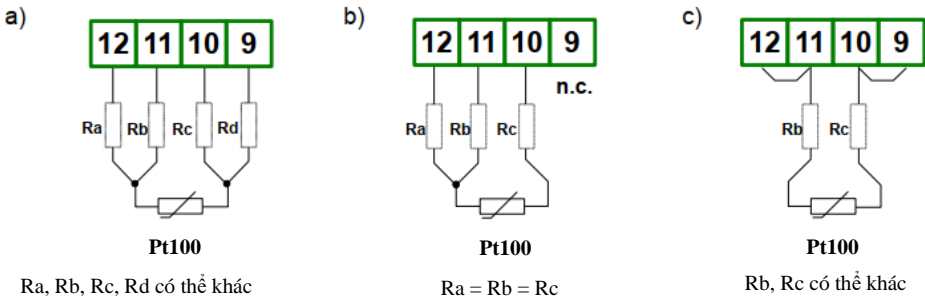 a)
12 11 10 9
Ra Rb Rc Rd
Pt100
Ra, Rb, Rc, Rd có thể khác
b)
12 11 10 9
n.c.
Ra Rb Rc
Pt100
Ra = Rb = Rc
c)
12 11 10 9
Rb Rc
Pt100
Rb, Rc có thể khác